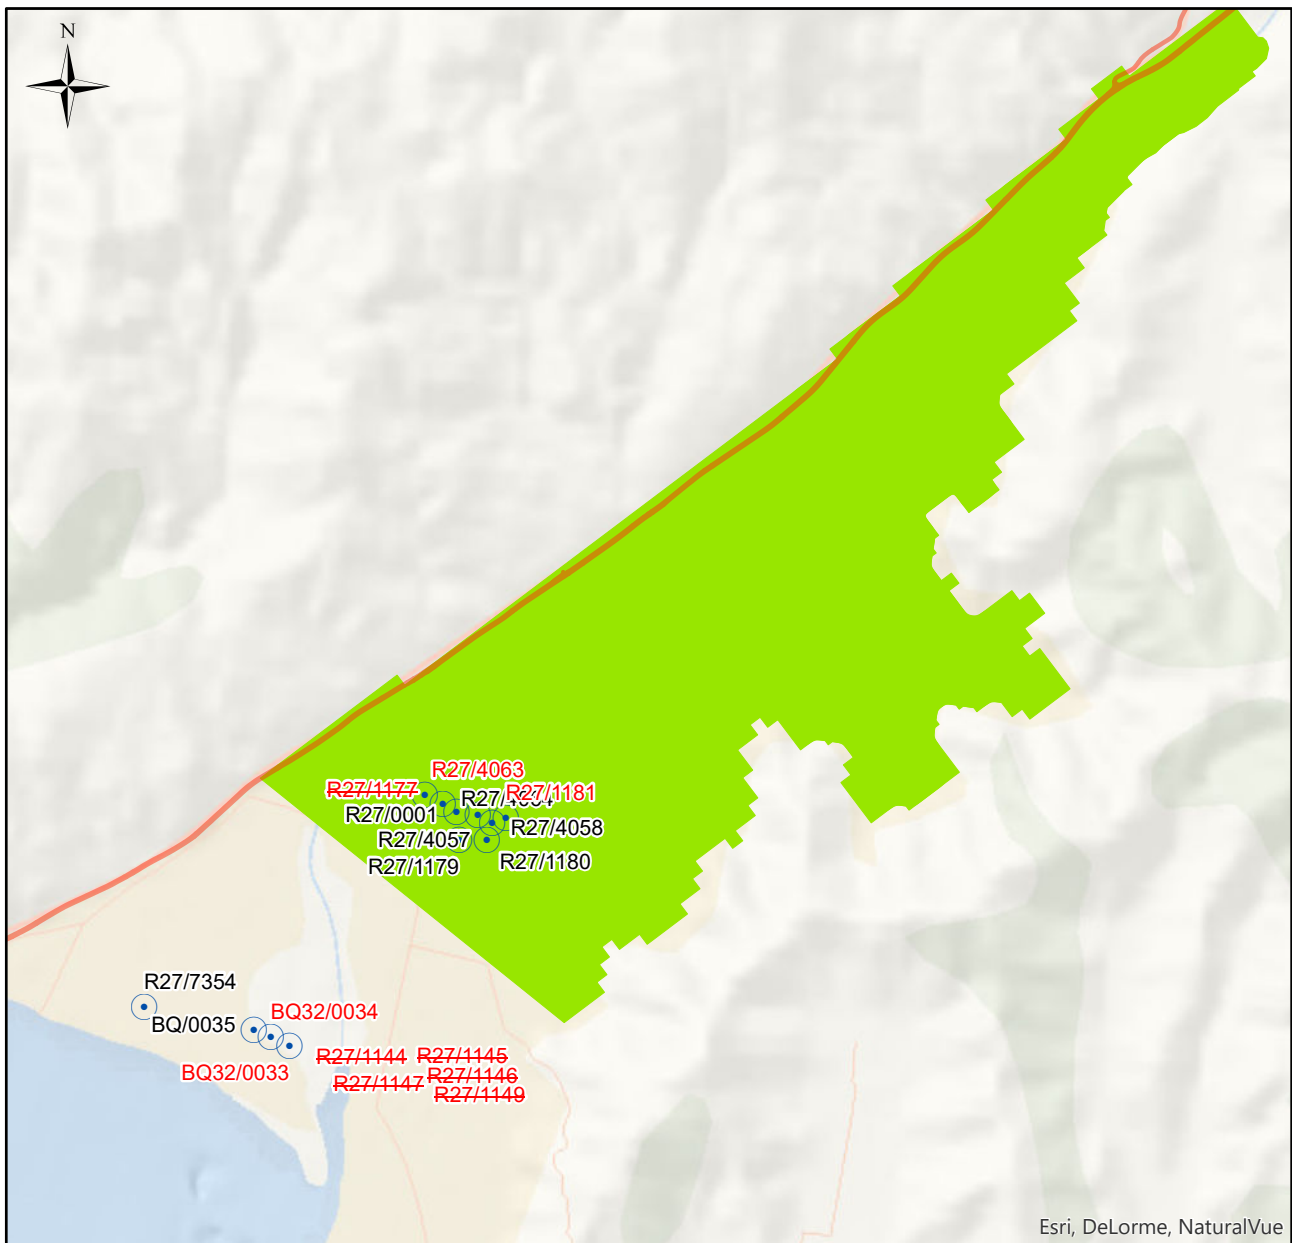 N
R27/4063
R27/1177
R27/1181
R27/0001
R27/4058
R27/4057
R27/1179
R27/1180
R27/7354
BQ32/0034
BQ/0035
R27/1144
R27/1145
BQ32/0033
R27/1146
R27/1147
R27/1149
Esri, DeLorme, NaturalVue